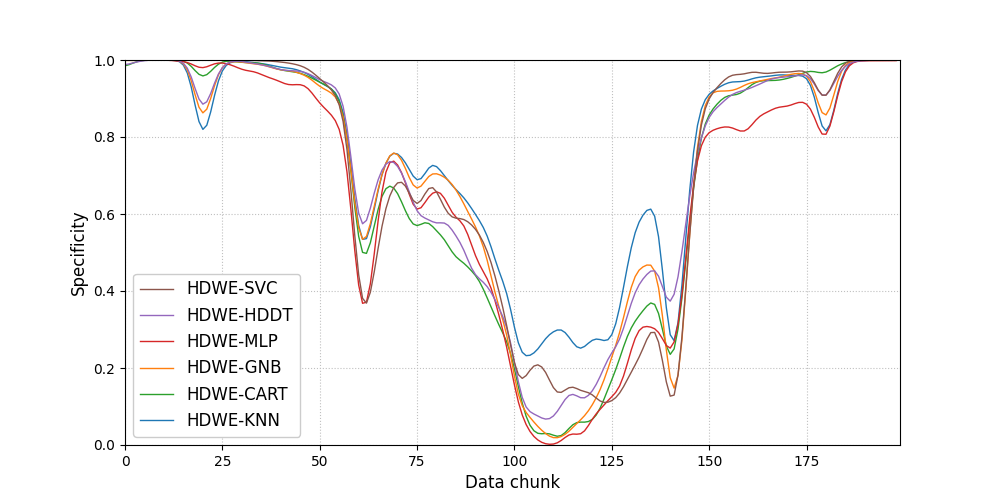 1.0
0.8
0.6
0.4
0.2
0.0
Specificity
HDWE-SVC
HDWE-HDDT
HDWE-MLP
HDWE-GNB
HDWE-CART
HDWE-KNN
0 25 50 75 100 125 150 175
Data chunk